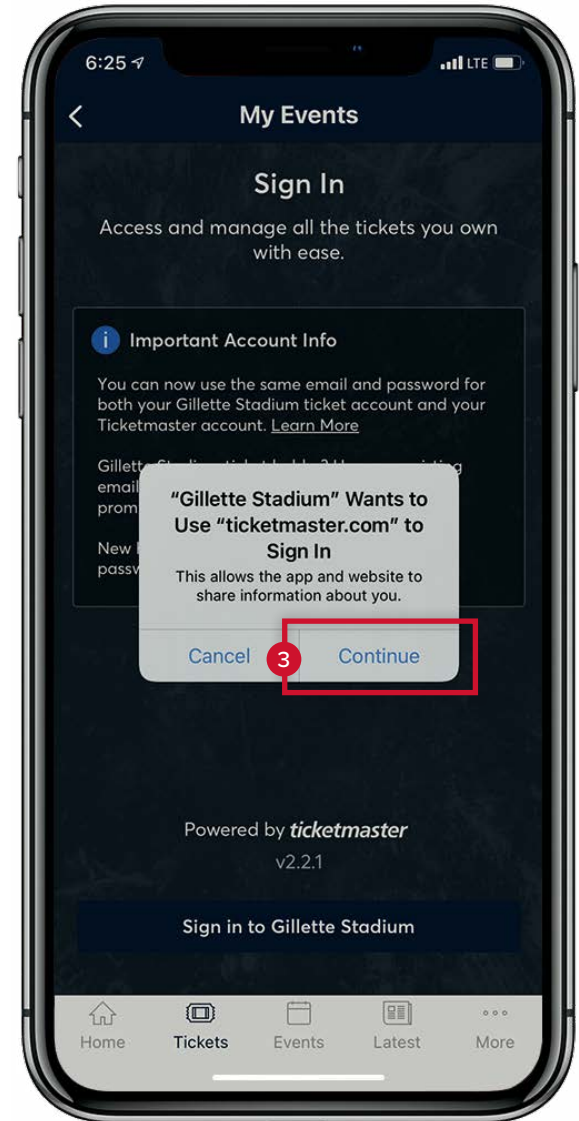 6:25
LTE
My Events
Sign In
Access and manage all the tickets you own
with ease.
i Important Account Info
You can now use the same email and password for
both your Gillette Stadium ticket account and your
Ticketmaster account. Learn More
email
prom
New
passw
"Gillette Stadium" Wants to
Use "ticketmaster.com" to
Sign In
This allows the app and website to
share information about you.
Cancel
3
Continue
Powered by ticketmaster
v2.2.1
Sign in to Gillette Stadium
Home
Tickets
Events
Latest
More